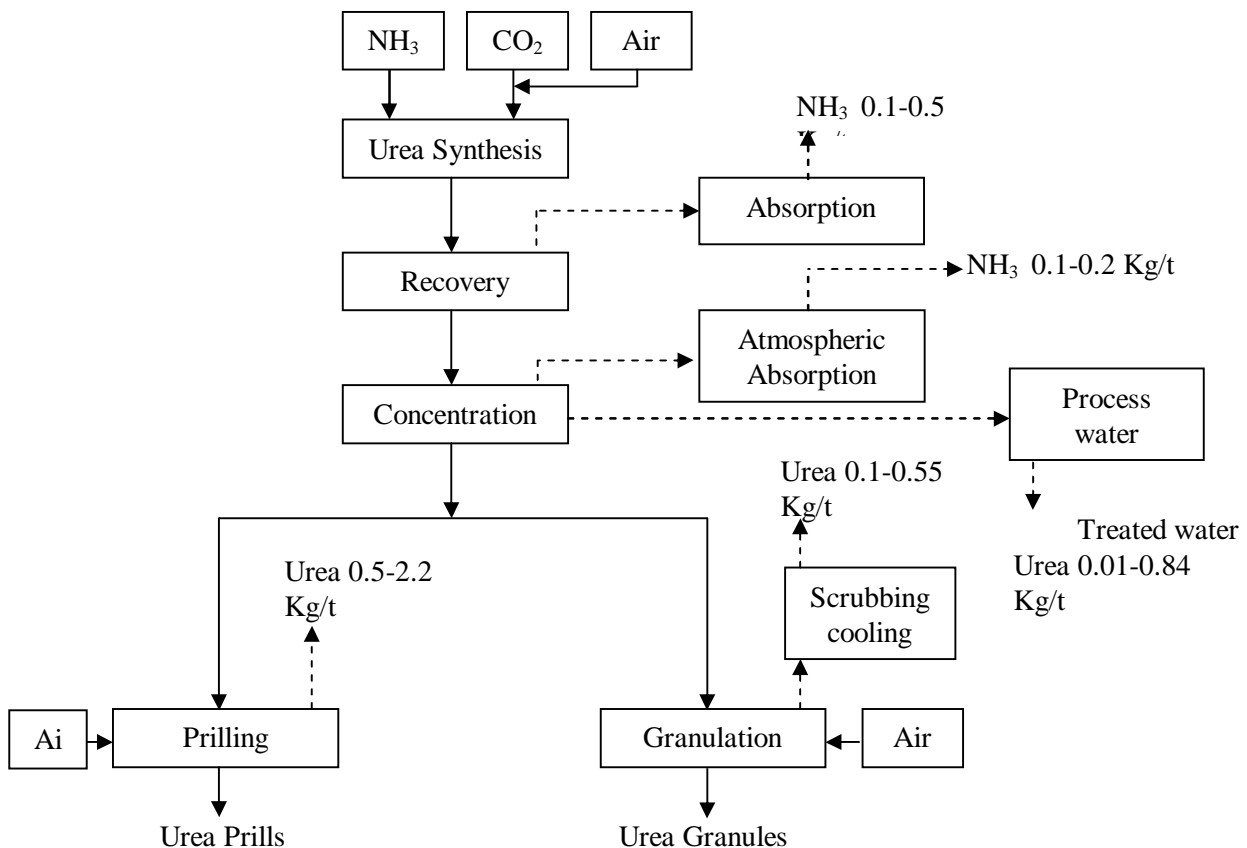 NH₃
CO₂
Air
NH₃ 0.1-0.5
Urea Synthesis
Absorption
NH₃ 0.1-0.2 Kg/t
Recovery
Atmospheric
Absorption
Process
water
Concentration
Urea 0.1-0.55
Kg/t
Treated water
Urea 0.01-0.84
Kg/t
Urea 0.5-2.2
Kg/t
Scrubbing
cooling
Ai
Prilling
Granulation
Air
Urea Prills
Urea Granules